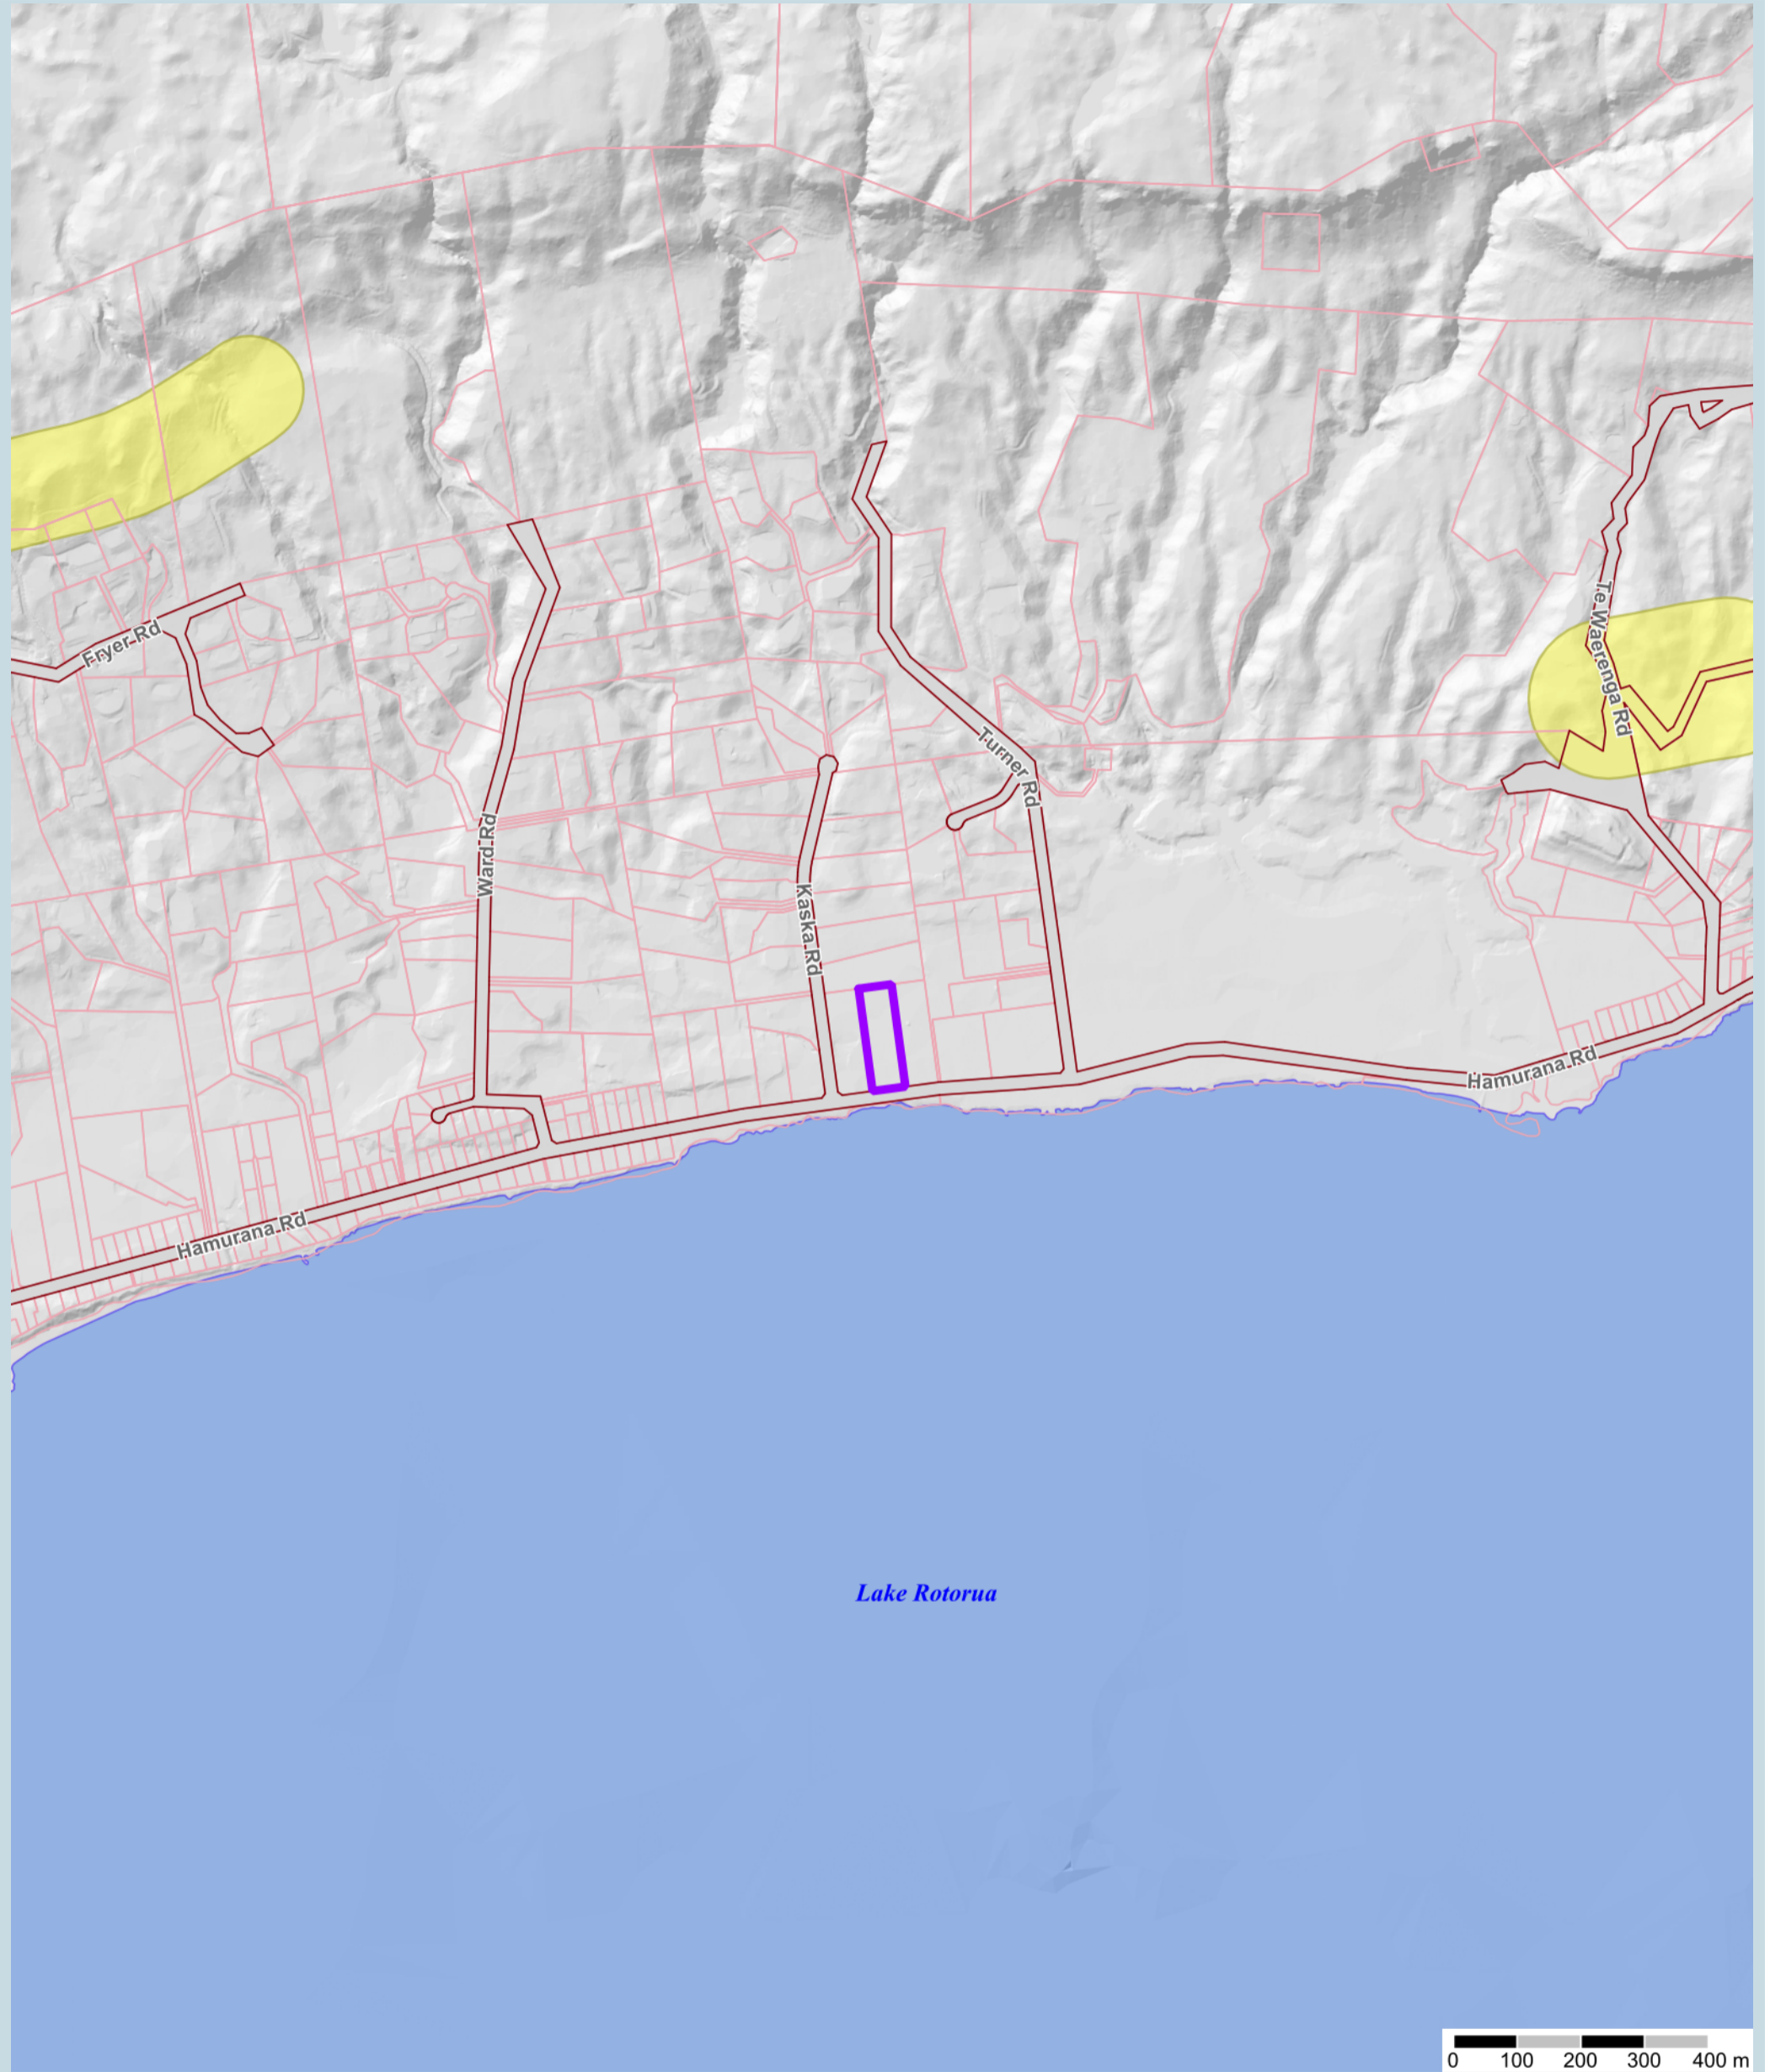 Te Waerenga Rd
Fryer Rd
Turner Rd
Ward Rd
Kaska Rd
Hamurana Rd
Hamurana Rd
Lake Rotorua
0 100 200 300 400 m